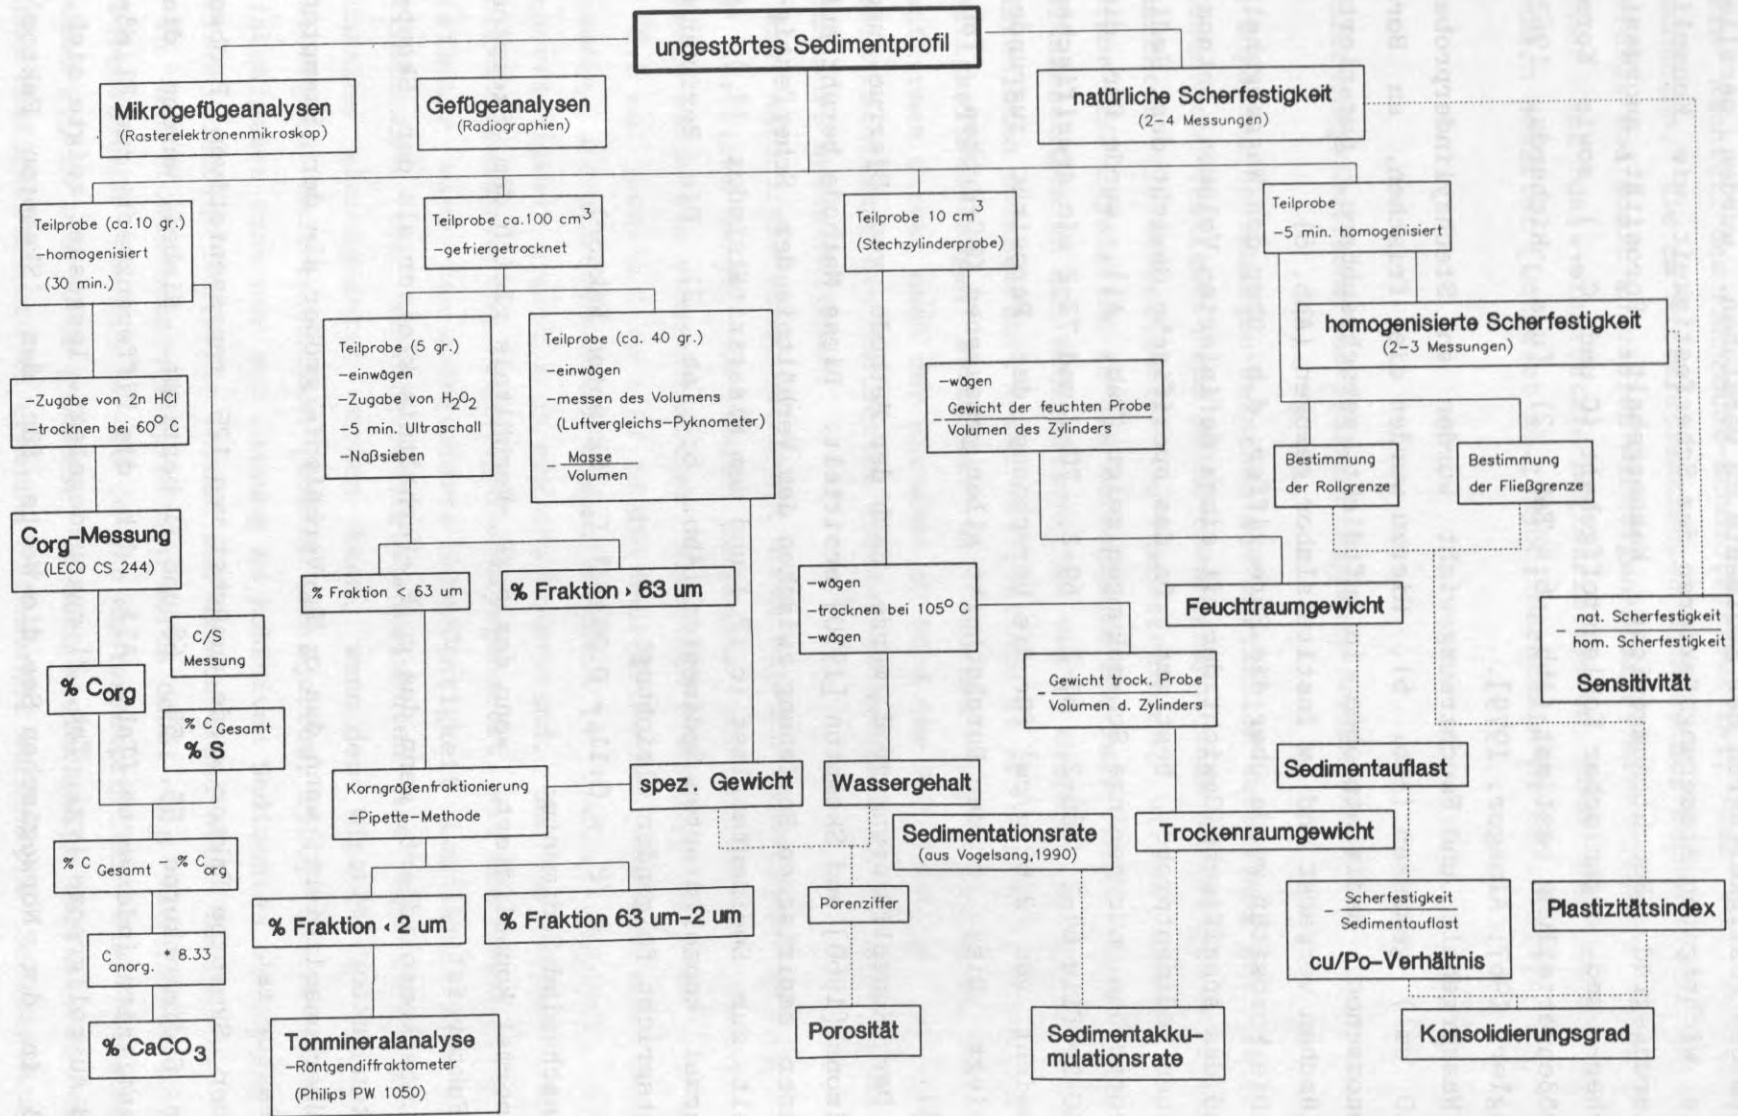 ungestörtes Sedimentprofil
Mikrogefügeanalysen
(Rasterelektronenmikroskop)
Gefügeanalysen
(Radiographien)
natürliche Scherfestigkeit
(2-4 Messungen)
Teilprobe (ca.10 gr.)
-homogenisiert
(30 min.)
Teilprobe ca.100 cm³
-gefriergetrocknet
Teilprobe 10 cm³
(Stechzylinderprobe)
Teilprobe
-5 min. homogenisiert
Teilprobe (5 gr.)
-einwägen
-Zugabe von H₂O₂
-5 min. Ultraschall
-Naßsieben
Teilprobe (ca. 40 gr.)
-einwägen
-messen des Volumens
(Luftvergleichs-Pyknometer)
- Masse
Volumen
homogenisierte Scherfestigkeit
(2-3 Messungen)
-Zugabe von 2n HCl
-trocknen bei 60° C
-wägen
- Gewicht der feuchten Probe
Volumen des Zylinders
Bestimmung
der Rollgrenze
Bestimmung
der Fließgrenze
Corg-Messung
(LECO CS 244)
% Fraktion < 63 um
% Fraktion > 63 um
-wägen
-trocknen bei 105° C
-wägen
Feuchtraumgewicht
- nat. Scherfestigkeit
hom. Scherfestigkeit
Sensitivität
C/S
Messung
% Corg
% C Gesamt
% S
- Gewicht trock. Probe
Volumen d. Zylinders
Korngrößenfraktionierung
-Pipette-Methode
spez. Gewicht
Wassergehalt
Sedimentauflast
Sedimentationsrate
(aus Vogelsang,1990)
Trockenraumgewicht
% C Gesamt - % C org
% Fraktion < 2 um
% Fraktion 63 um-2 um
Porenziffer
- Scherfestigkeit
Sedimentauflast
cu/Po-Verhältnis
Plastizitätsindex
C anorg. * 8.33
% CaCO₃
Tonmineralanalyse
-Röntgendiffraktometer
(Philips PW 1050)
Porosität
Sedimentakku-
mulationsrate
Konsolidierungsgrad